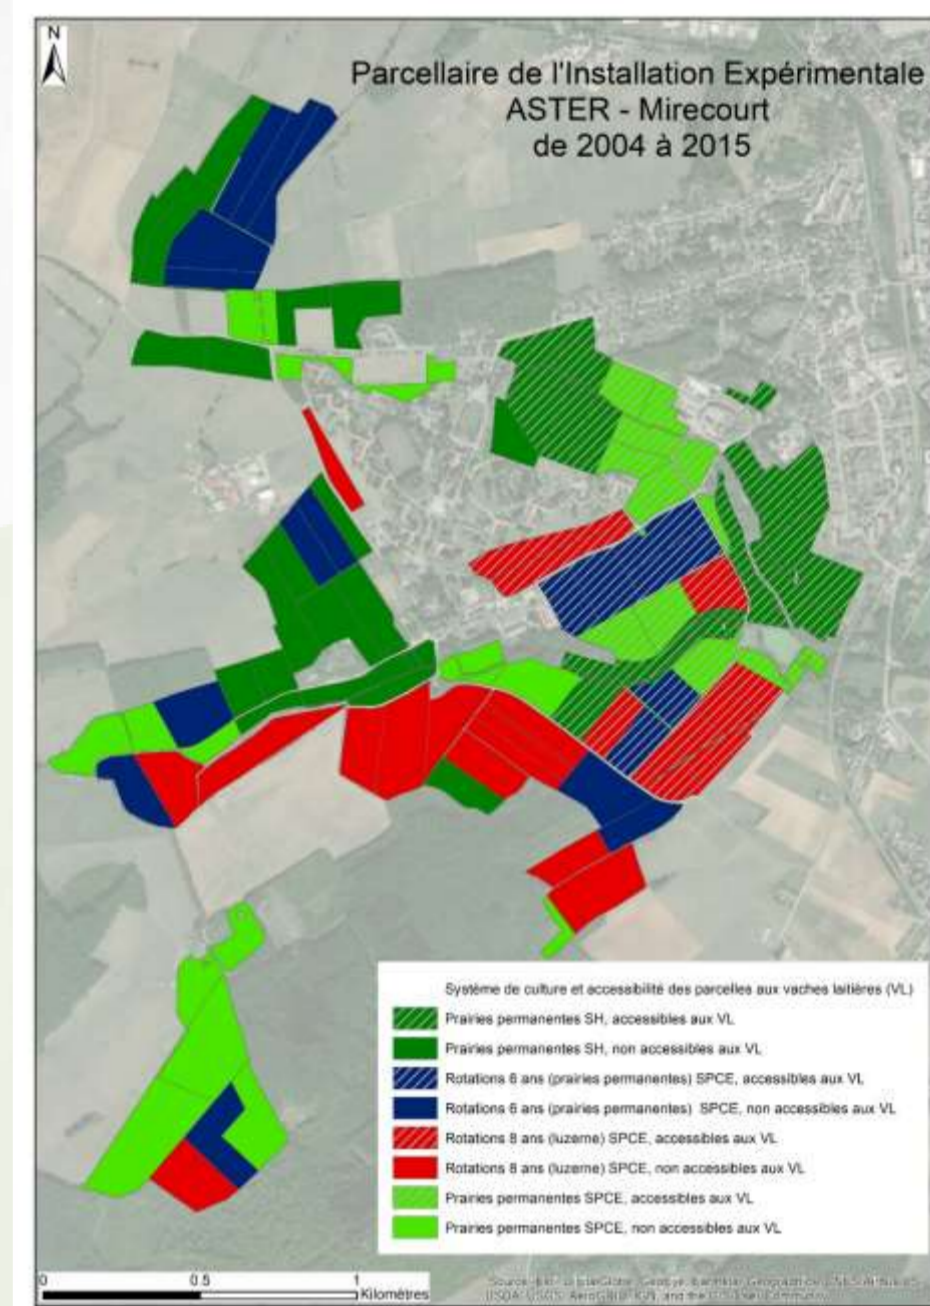 N
Parcellaire de l'Installation Expérimentale
ASTER - Mirecourt
de 2004 à 2015
Système de culture et accessibilité des parcelles aux vaches laitières (VL)
Prairies permanentes SH, accessibles aux VL
Prairies permanentes SH, non accessibles aux VL
Rotations 6 ans (prairies permanentes) SPCE, accessibles aux VL
Rotations 6 ans (prairies permanentes) SPCE, non accessibles aux VL
Rotations 8 ans (luzerne) SPCE, accessibles aux VL
Rotations 8 ans (luzerne) SPCE, non accessibles aux VL
Prairies permanentes SPCE, accessibles aux VL
Prairies permanentes SPCE, non accessibles aux VL
0 0.5 1
Kilomètres